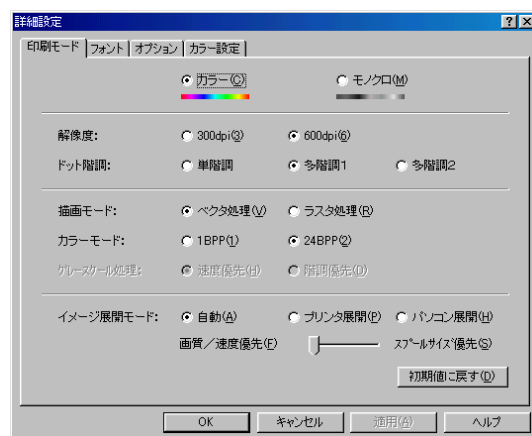 詳細設定
印刷モード フォント オプション カラー設定
カラー(C) モノクロ(M)
解像度: 300dpi(3) 600dpi(6)
ドット階調: 単階調 多階調1 多階調2
描画モード: ベクタ処理(V) ラスタ処理(R)
カラーモード: 1BPP(1) 24BPP(2)
グレースケール処理: 速度優先(H) 階調優先(D)
イメージ展開モード: 自動(A) プリンタ展開(P) パソコン展開(H)
画質/速度優先(F) スプールサイズ優先(S)
初期値に戻す(D)
OK キャンセル 適用(A) ヘルプ